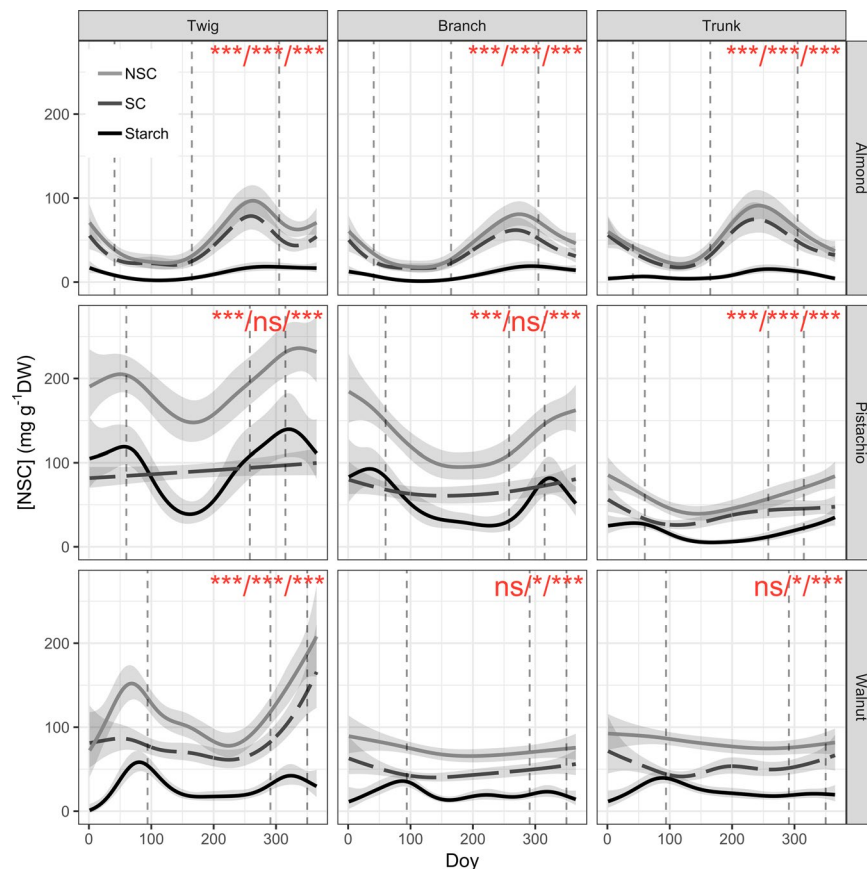 Twig Branch Trunk
***/***/*** ***/***/*** ***/***/***
NSC
SC
Starch
200
100
0
Almond
***/ns/*** ***/ns/*** ***/***/***
200
100
0
Pistachio
[NSC] (mg g-1DW)
***/***/*** ns/*/*** ns/*/***
200
100
0
Walnut
0 100 200 300 0 100 200 300 0 100 200 300
Doy